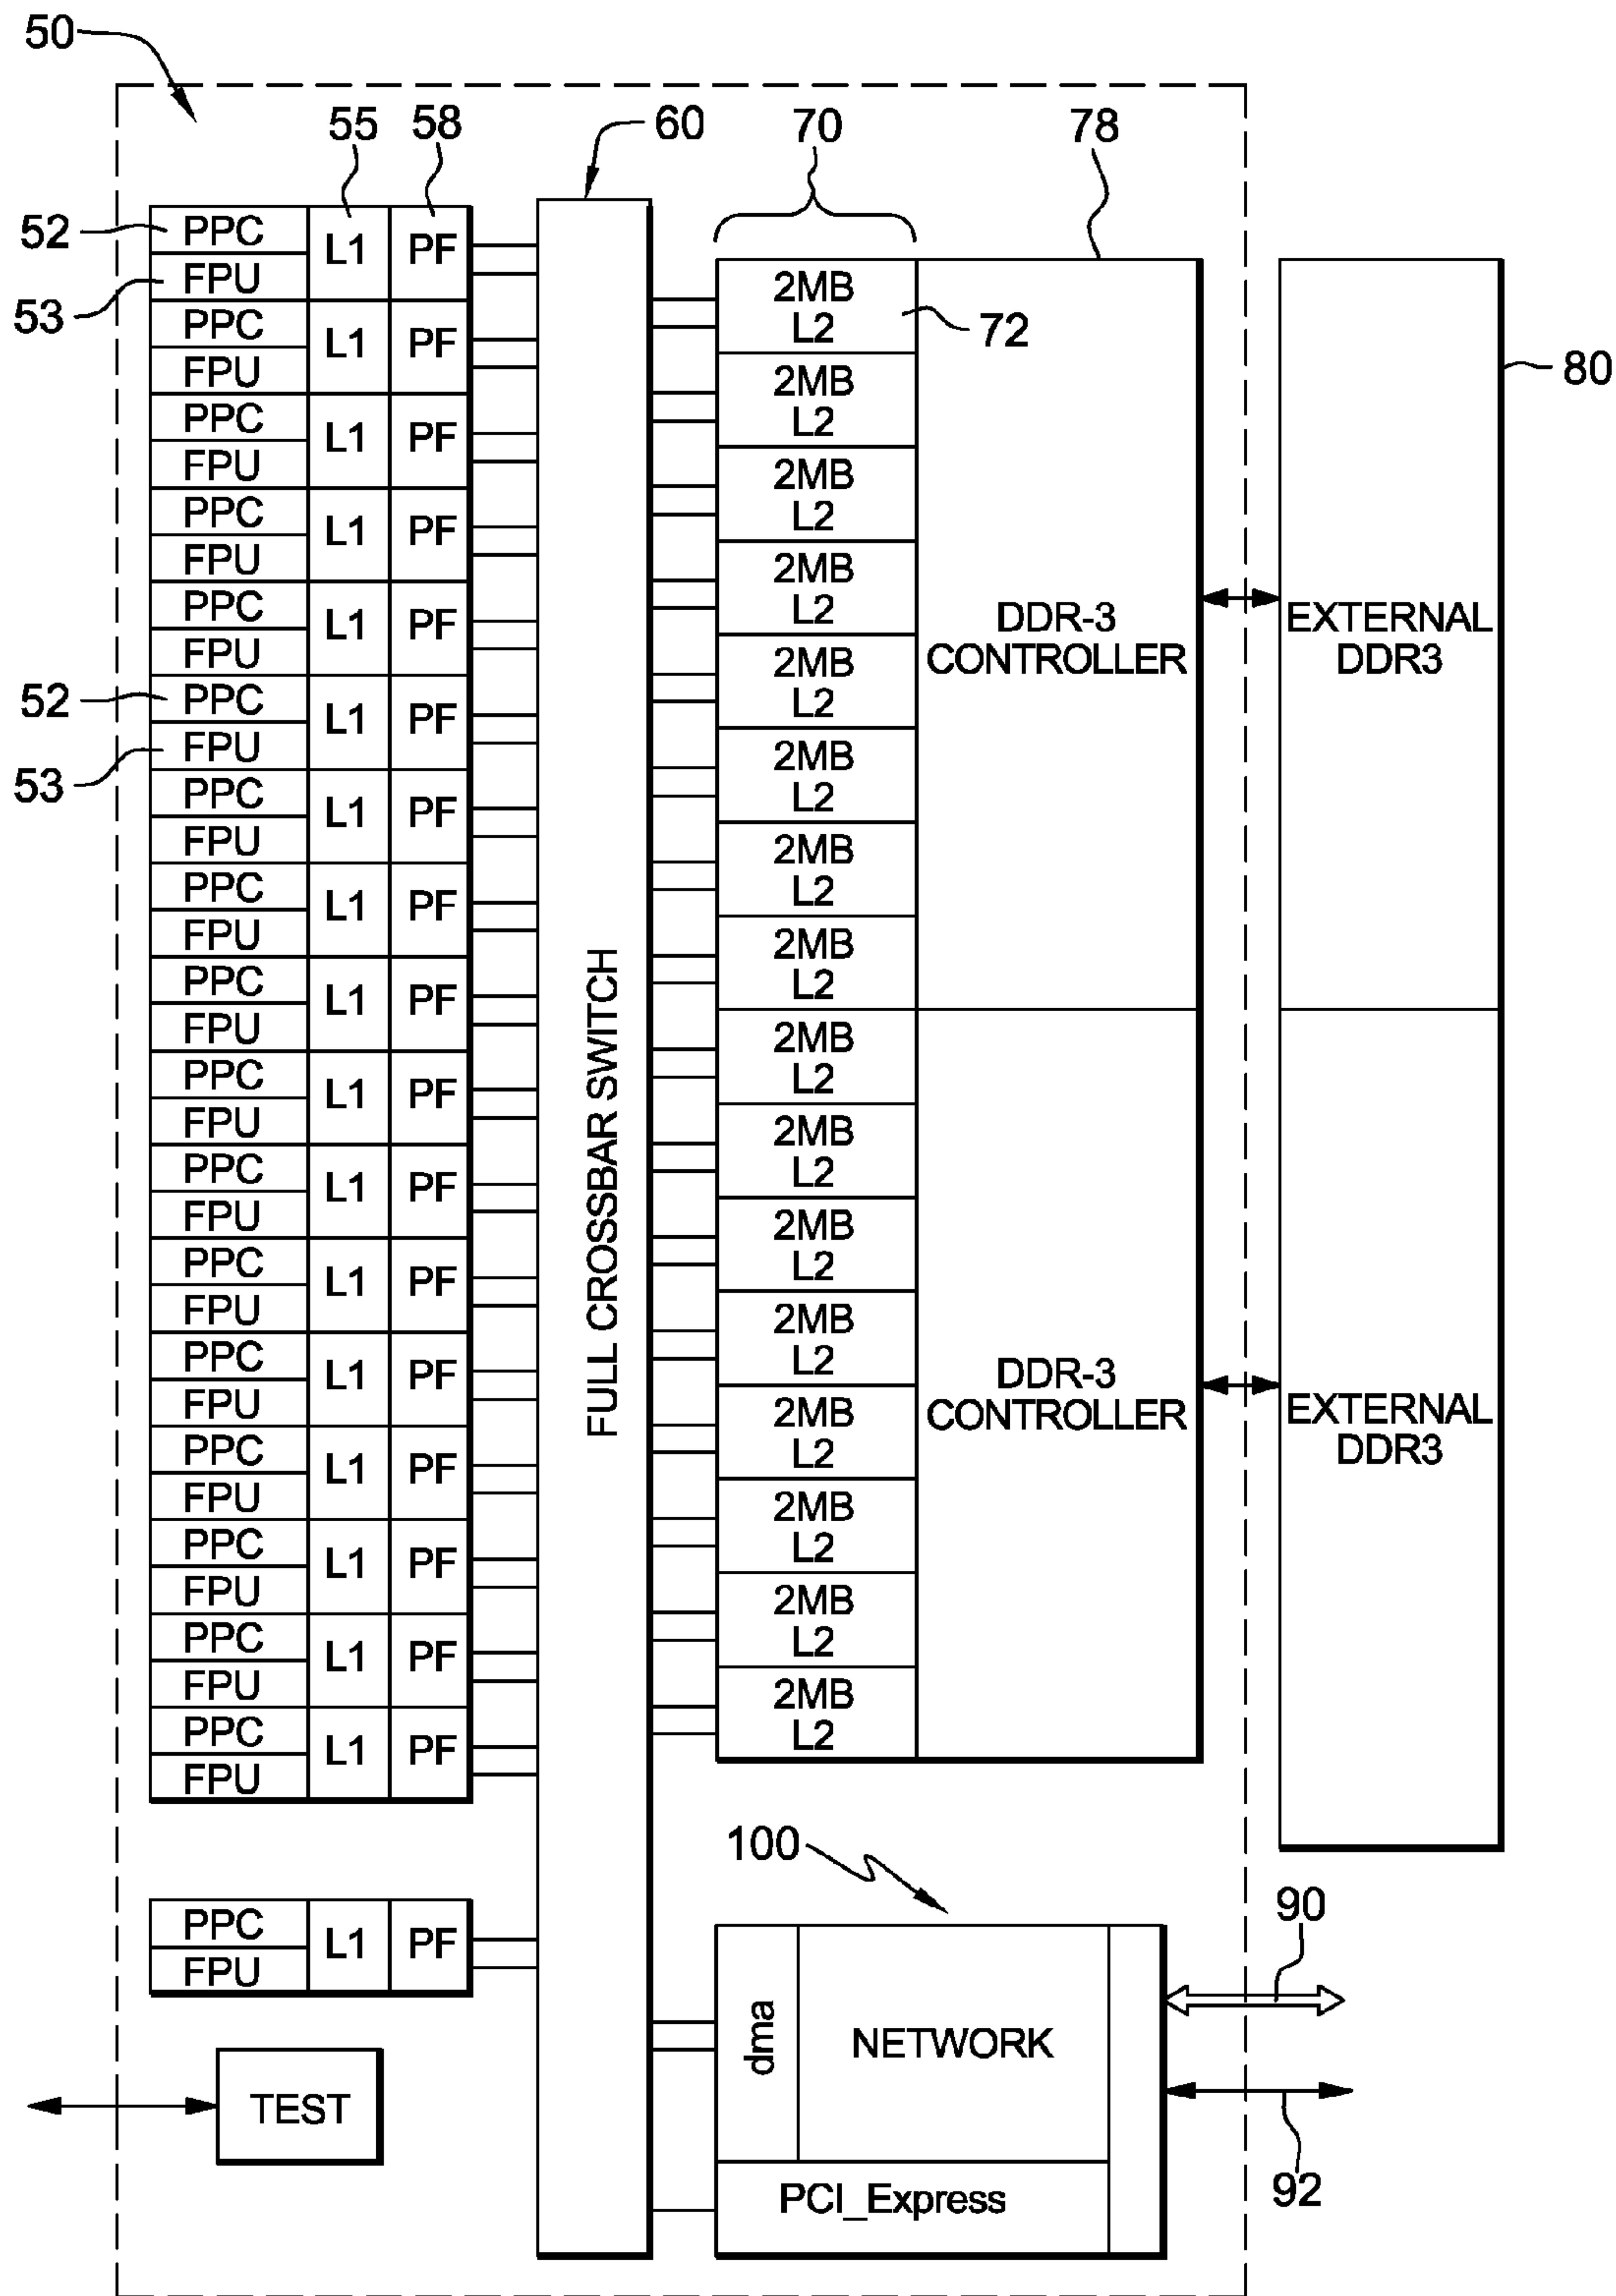 50
55
58
60
70
78
52
53
52
53
PPC
FPU
L1
PF
PPC
FPU
L1
PF
PPC
FPU
L1
PF
PPC
FPU
L1
PF
PPC
FPU
L1
PF
PPC
FPU
L1
PF
PPC
FPU
L1
PF
PPC
FPU
L1
PF
PPC
FPU
L1
PF
PPC
FPU
L1
PF
PPC
FPU
L1
PF
PPC
FPU
L1
PF
PPC
FPU
L1
PF
PPC
FPU
L1
PF
PPC
FPU
L1
PF
PPC
FPU
L1
PF
PPC
FPU
L1
PF
PPC
FPU
L1
PF
TEST
FULL CROSSBAR SWITCH
2MB
L2
2MB
L2
2MB
L2
2MB
L2
2MB
L2
2MB
L2
2MB
L2
2MB
L2
2MB
L2
2MB
L2
2MB
L2
2MB
L2
2MB
L2
2MB
L2
2MB
L2
2MB
L2
72
DDR-3
CONTROLLER
DDR-3
CONTROLLER
80
EXTERNAL
DDR3
EXTERNAL
DDR3
100
dma
NETWORK
PCI_Express
90
92